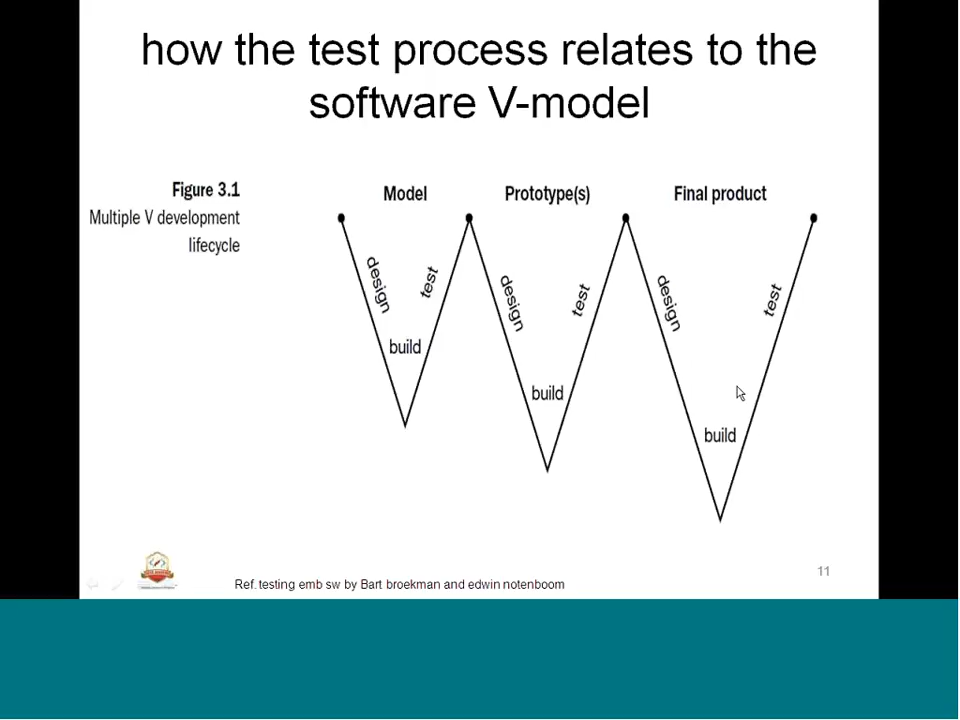 how the test process relates to the
software V-model
Figure 3.1
Multiple V development
lifecycle
Model
Prototype(s)
Final product
design
test
build
design
test
build
design
test
build
Ref. testing emb sw by Bart broekman and edwin notenboom
11